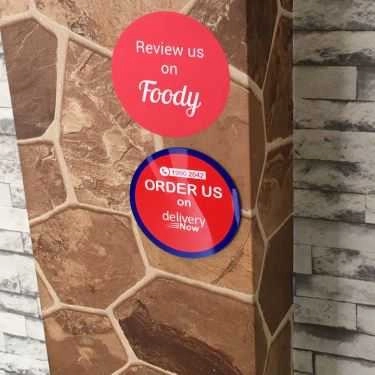 Review us
on
Foody
1900 2042
ORDER US
on
delivery
Now